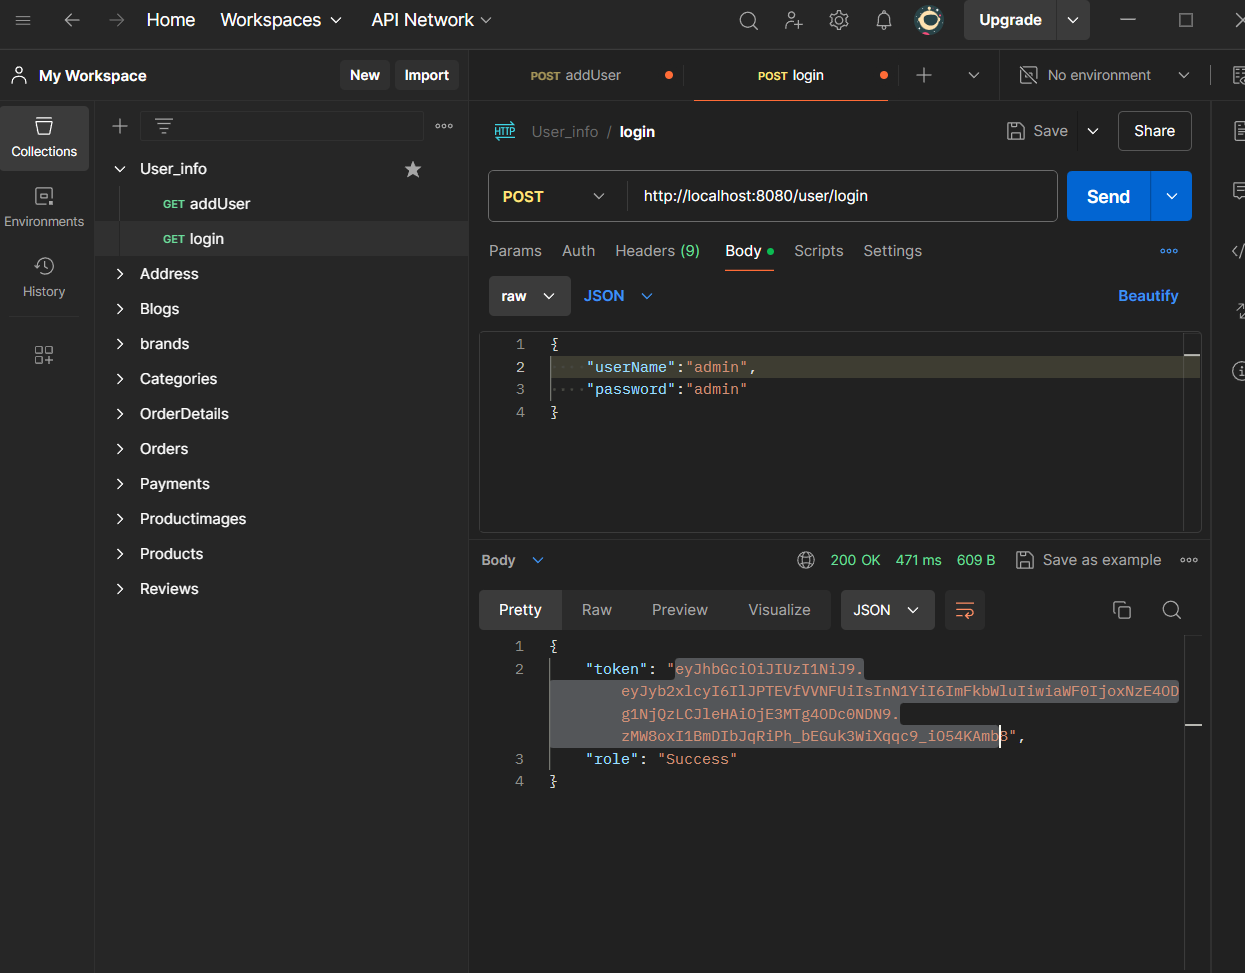 Home Workspaces API Network Upgrade
My Workspace New Import POST addUser POST login No environment
Collections
Environments
History
User_info
GET addUser
GET login
Address
Blogs
brands
Categories
OrderDetails
Orders
Payments
Productimages
Products
Reviews
HTTP User_info / login Save Share
POST http://localhost:8080/user/login Send
Params Auth Headers (9) Body Scripts Settings
raw JSON Beautify
1 {
2 "userName":"admin",
3 "password":"admin"
4 }
Body 200 OK 471 ms 609 B Save as example
Pretty Raw Preview Visualize JSON
1 {
2 "token": "eyJhbGciOiJIUzI1NiJ9.
eyJyb2xlcyI6IlJPTEVfVVNFUiIsInN1YiI6ImFkbWluIiwiaWF0IjoxNzE4OD
g1NjQzLCJleHAiOjE3MTg4ODc0NDN9.
zMW8oxI1BmDIbJqRiPh_bEGuk3WiXqqc9_iO54KAmb8",
3 "role": "Success"
4 }